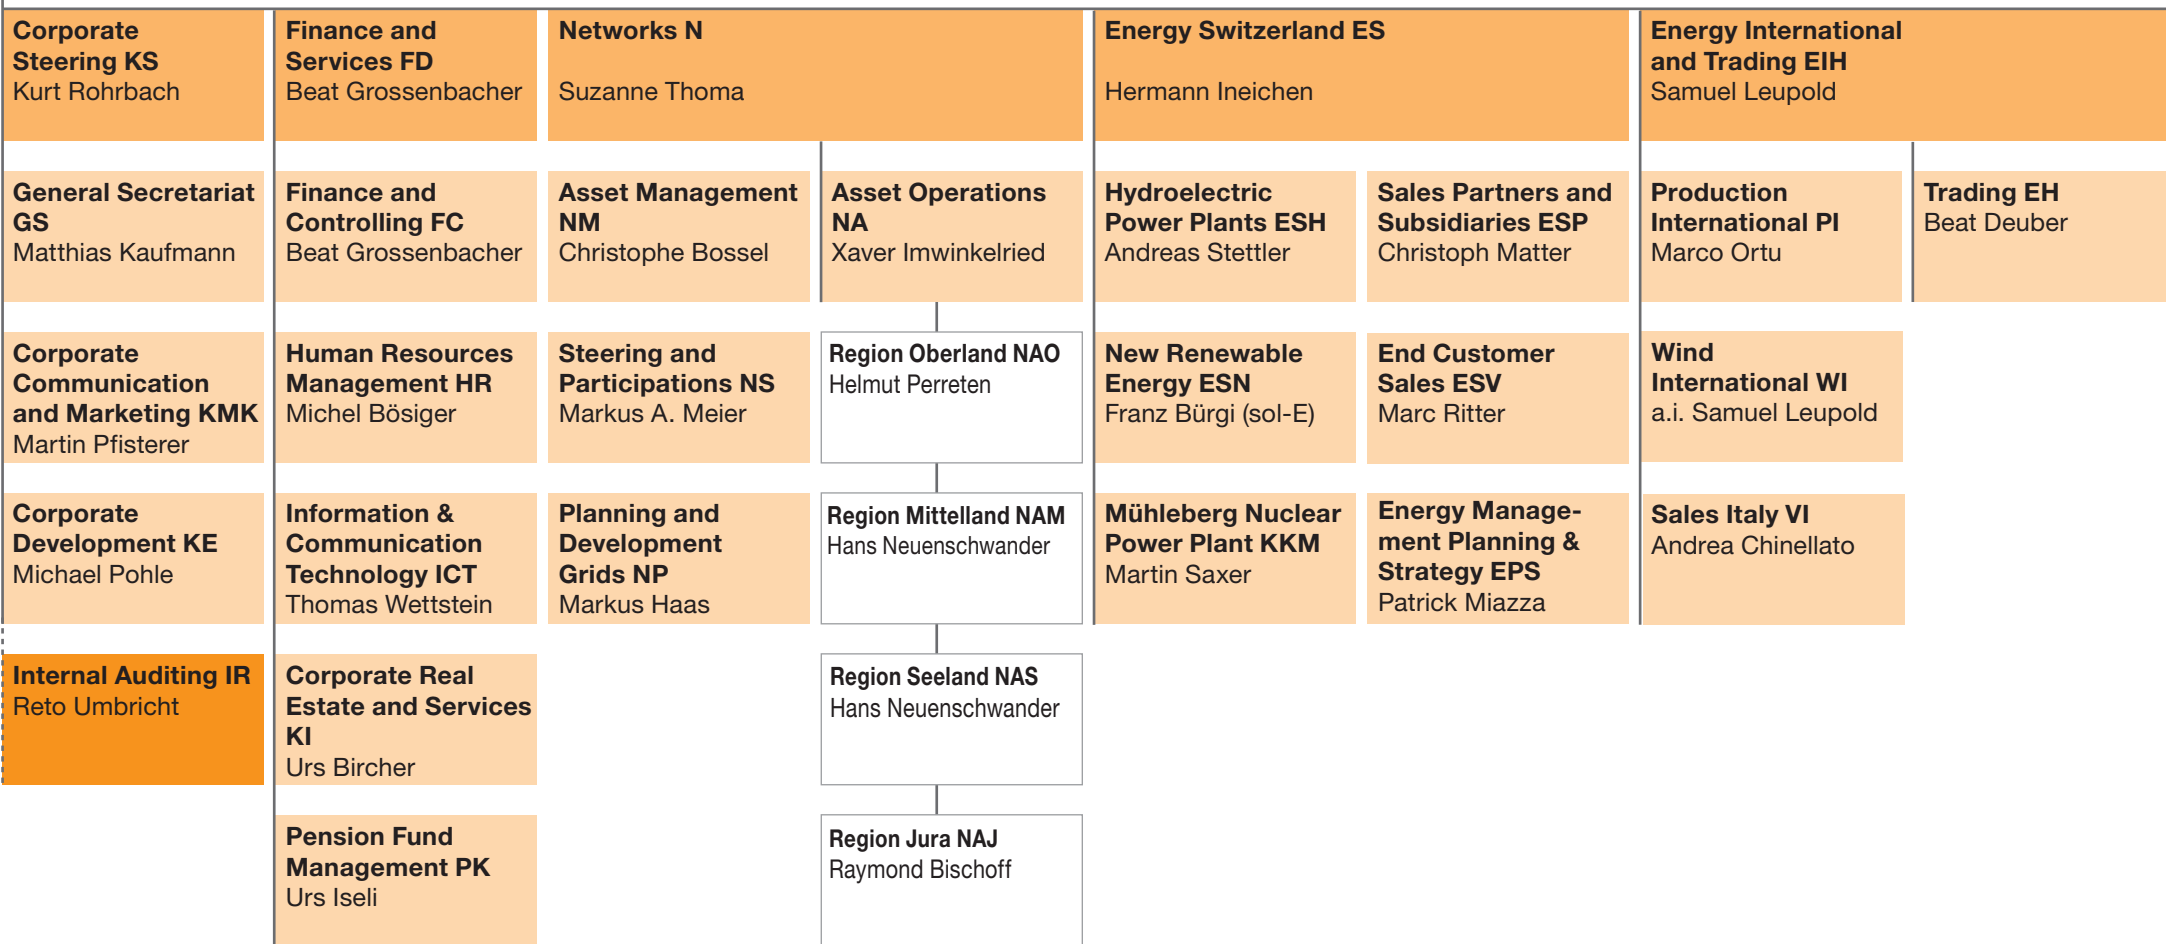 Corporate
Steering KS
Kurt Rohrbach
Finance and
Services FD
Beat Grossenbacher
Networks N
Suzanne Thoma
Energy Switzerland ES
Hermann Ineichen
Energy International
and Trading EIH
Samuel Leupold
General Secretariat
GS
Matthias Kaufmann
Finance and
Controlling FC
Beat Grossenbacher
Asset Management
NM
Christophe Bossel
Asset Operations
NA
Xaver Imwinkelried
Hydroelectric
Power Plants ESH
Andreas Stettler
Sales Partners and
Subsidiaries ESP
Christoph Matter
Production
International PI
Marco Ortu
Trading EH
Beat Deuber
Corporate
Communication
and Marketing KMK
Martin Pfisterer
Human Resources
Management HR
Michel Bösiger
Steering and
Participations NS
Markus A. Meier
Region Oberland NAO
Helmut Perreten
New Renewable
Energy ESN
Franz Bürgi (sol-E)
End Customer
Sales ESV
Marc Ritter
Wind
International WI
a.i. Samuel Leupold
Corporate
Development KE
Michael Pohle
Information &
Communication
Technology ICT
Thomas Wettstein
Planning and
Development
Grids NP
Markus Haas
Region Mittelland NAM
Hans Neuenschwander
Mühleberg Nuclear
Power Plant KKM
Martin Saxer
Energy Manage-
ment Planning &
Strategy EPS
Patrick Miazza
Sales Italy VI
Andrea Chinellato
Internal Auditing IR
Reto Umbricht
Corporate Real
Estate and Services
KI
Urs Bircher
Region Seeland NAS
Hans Neuenschwander
Pension Fund
Management PK
Urs Iseli
Region Jura NAJ
Raymond Bischoff